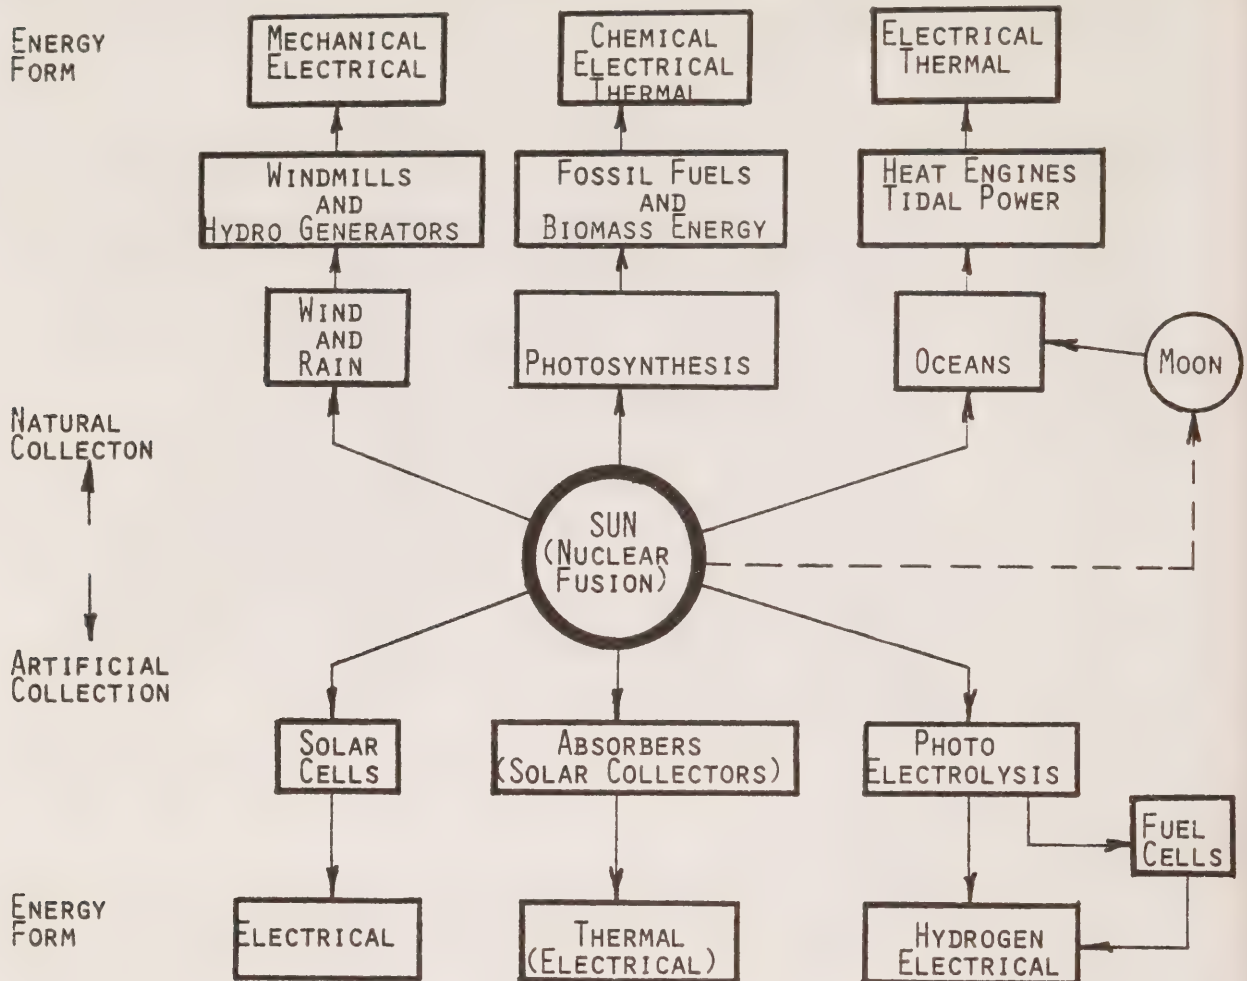 ENERGY
FORM
MECHANICAL
ELECTRICAL
CHEMICAL
ELECTRICAL
THERMAL
ELECTRICAL
THERMAL
WINDMILLS
AND
HYDRO GENERATORS
FOSSIL FUELS
AND
BIOMASS ENERGY
HEAT ENGINES
TIDAL POWER
WIND
AND
RAIN
PHOTOSYNTHESIS
OCEANS
MOON
NATURAL
COLLECTON
SUN
(NUCLEAR
FUSION)
ARTIFICIAL
COLLECTION
SOLAR
CELLS
ABSORBERS
(SOLAR COLLECTORS)
PHOTO
ELECTROLYSIS
FUEL
CELLS
ENERGY
FORM
ELECTRICAL
THERMAL
(ELECTRICAL)
HYDROGEN
ELECTRICAL